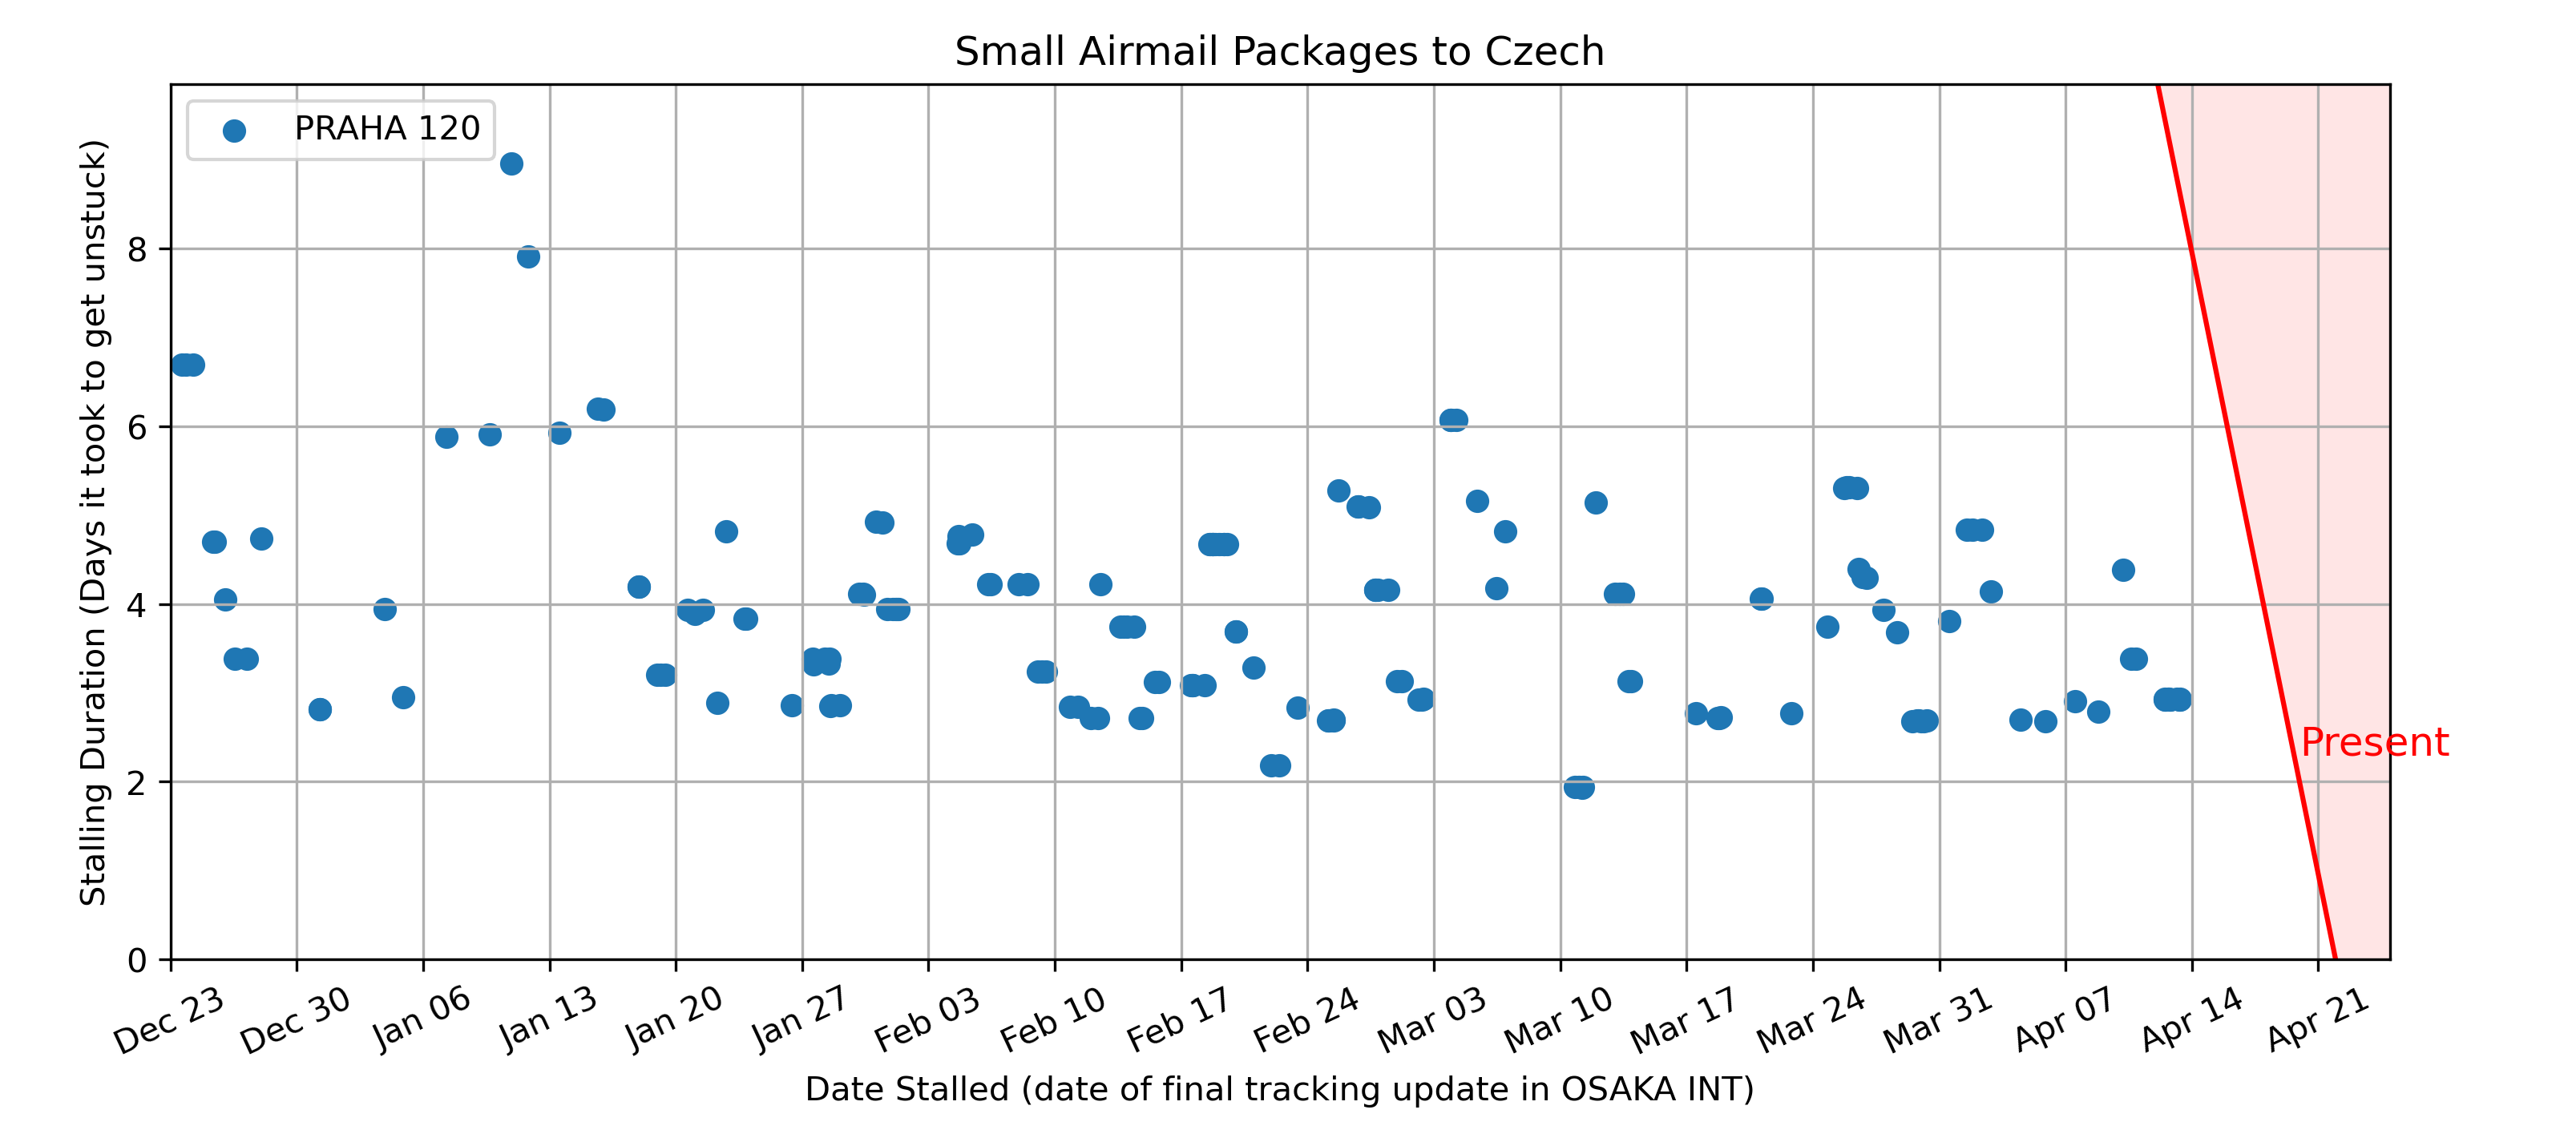 Small Airmail Packages to Czech
PRAHA 120
Stalling Duration (Days it took to get unstuck)
8
6
4
2
0
Present
Dec 23
Dec 30
Jan 06
Jan 13
Jan 20
Jan 27
Feb 03
Feb 10
Feb 17
Feb 24
Mar 03
Mar 10
Mar 17
Mar 24
Mar 31
Apr 07
Apr 14
Apr 21
Date Stalled (date of final tracking update in OSAKA INT)